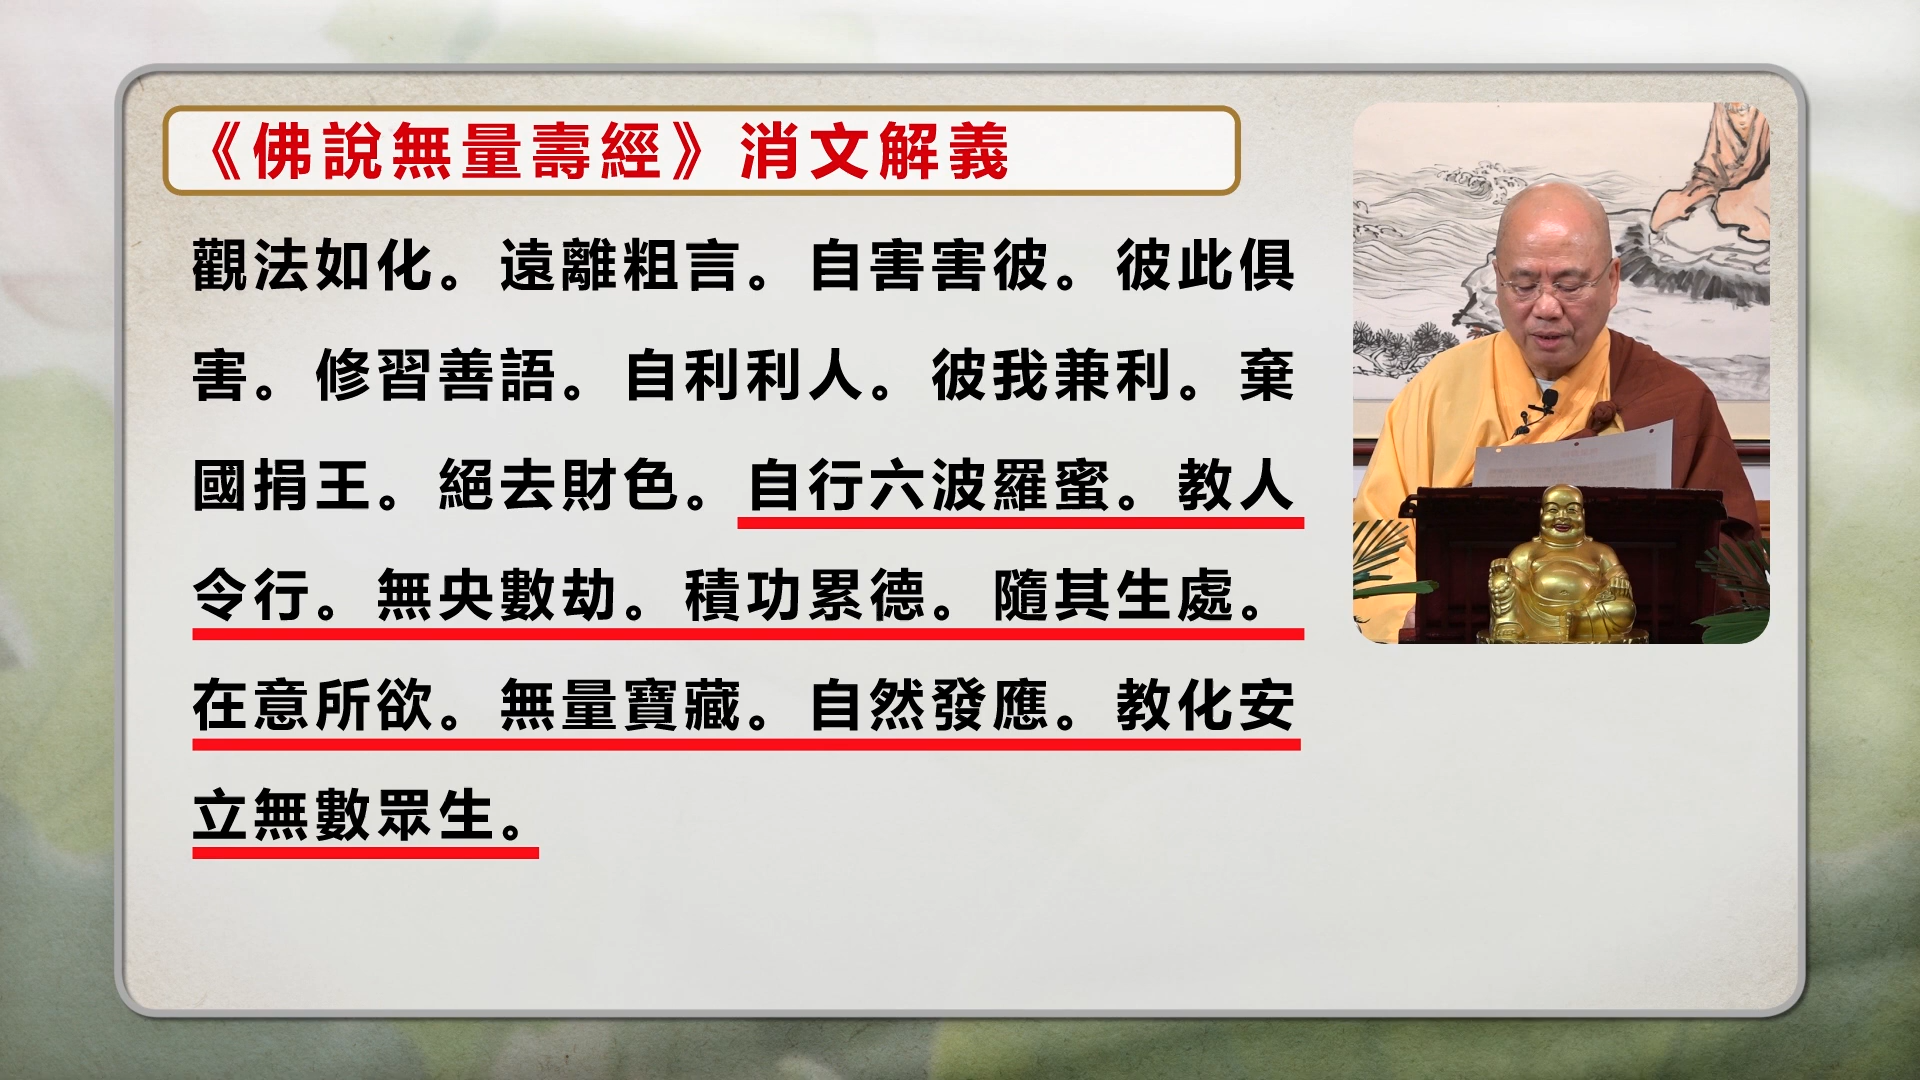 《佛說無量壽經》消文解義
觀法如化。遠離粗言。自害害彼。彼此俱
害。修習善語。自利利人。彼我兼利。棄
國捐王。絕去財色。自行六波羅蜜。教人
令行。無央數劫。積功累德。隨其生處。
在意所欲。無量寶藏。自然發應。教化安
立無數眾生。